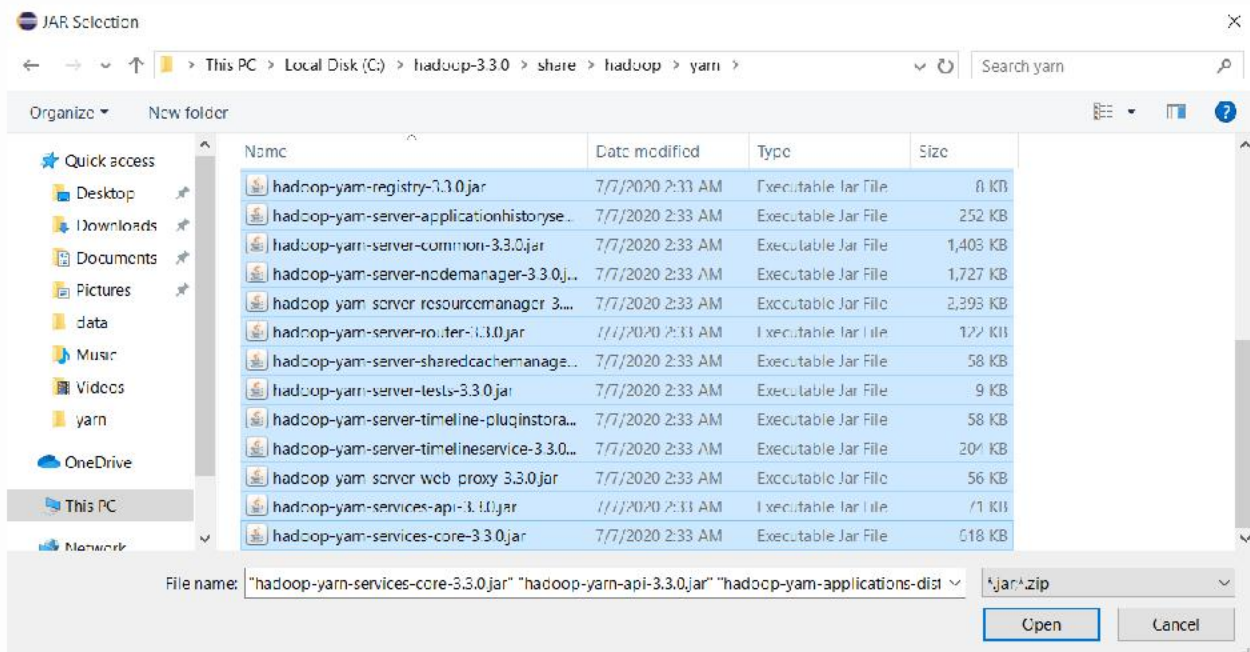 JAR Selection
This PC > Local Disk (C:) > hadoop-3.3.0 > share > hadoop > yarn >
Search yarn
Organize
New folder
Name Date modified Type Size
Quick access
Desktop
Downloads
Documents
Pictures
data
Music
Videos
yarn
OneDrive
This PC
Network
hadoop-yarn-registry-3.3.0.jar 7/7/2020 2:33 AM Executable Jar File 8 KB
hadoop-yarn-server-applicationhistoryse... 7/7/2020 2:33 AM Executable Jar File 252 KB
hadoop-yarn-server-common-3.3.0.jar 7/7/2020 2:33 AM Executable Jar File 1,403 KB
hadoop-yarn-server-nodemanager-3.3.0.j... 7/7/2020 2:33 AM Executable Jar File 1,727 KB
hadoop-yarn-server-resourcemanager-3.... 7/7/2020 2:33 AM Executable Jar File 2,393 KB
hadoop-yarn-server-router-3.3.0.jar 7/7/2020 2:33 AM Executable Jar File 122 KB
hadoop-yarn-server-sharedcachemanage... 7/7/2020 2:33 AM Executable Jar File 58 KB
hadoop-yarn-server-tests-3.3.0.jar 7/7/2020 2:33 AM Executable Jar File 9 KB
hadoop-yarn-server-timeline-pluginstora... 7/7/2020 2:33 AM Executable Jar File 58 KB
hadoop-yarn-server-timelineservice-3.3.0... 7/7/2020 2:33 AM Executable Jar File 204 KB
hadoop-yarn-server-web-proxy-3.3.0.jar 7/7/2020 2:33 AM Executable Jar File 56 KB
hadoop-yarn-services-api-3.3.0.jar 7/7/2020 2:33 AM Executable Jar File 71 KB
hadoop-yarn-services-core-3.3.0.jar 7/7/2020 2:33 AM Executable Jar File 618 KB
File name: "hadoop-yarn-services-core-3.3.0.jar" "hadoop-yarn-api-3.3.0.jar" "hadoop-yarn-applications-dist
*.jar;*.zip
Open
Cancel